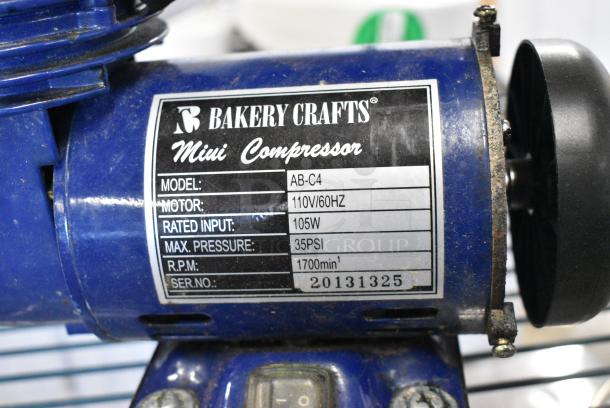 BAKERY CRAFTS®
Mini Compressor
MODEL: AB-C4
MOTOR: 110V/60HZ
RATED INPUT: 105W
MAX. PRESSURE: 35PSI
R.P.M: 1700min¹
SER.NO.: 20131325